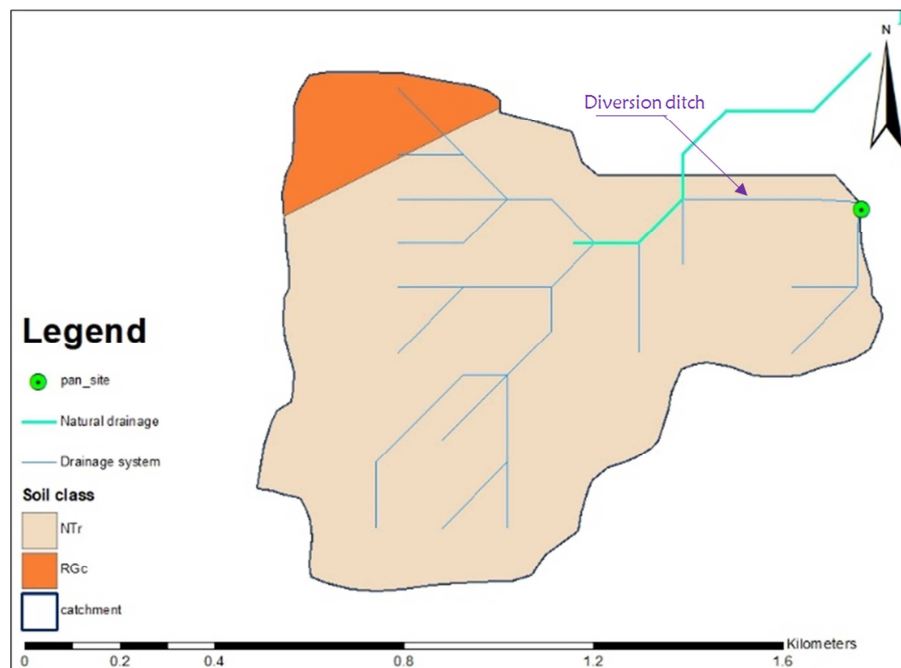 N
Diversion ditch
Legend
pan_site
Natural drainage
Drainage system
Soil class
NTr
RGc
catchment
Kilometers
0 0.2 0.4 0.8 1.2 1.6